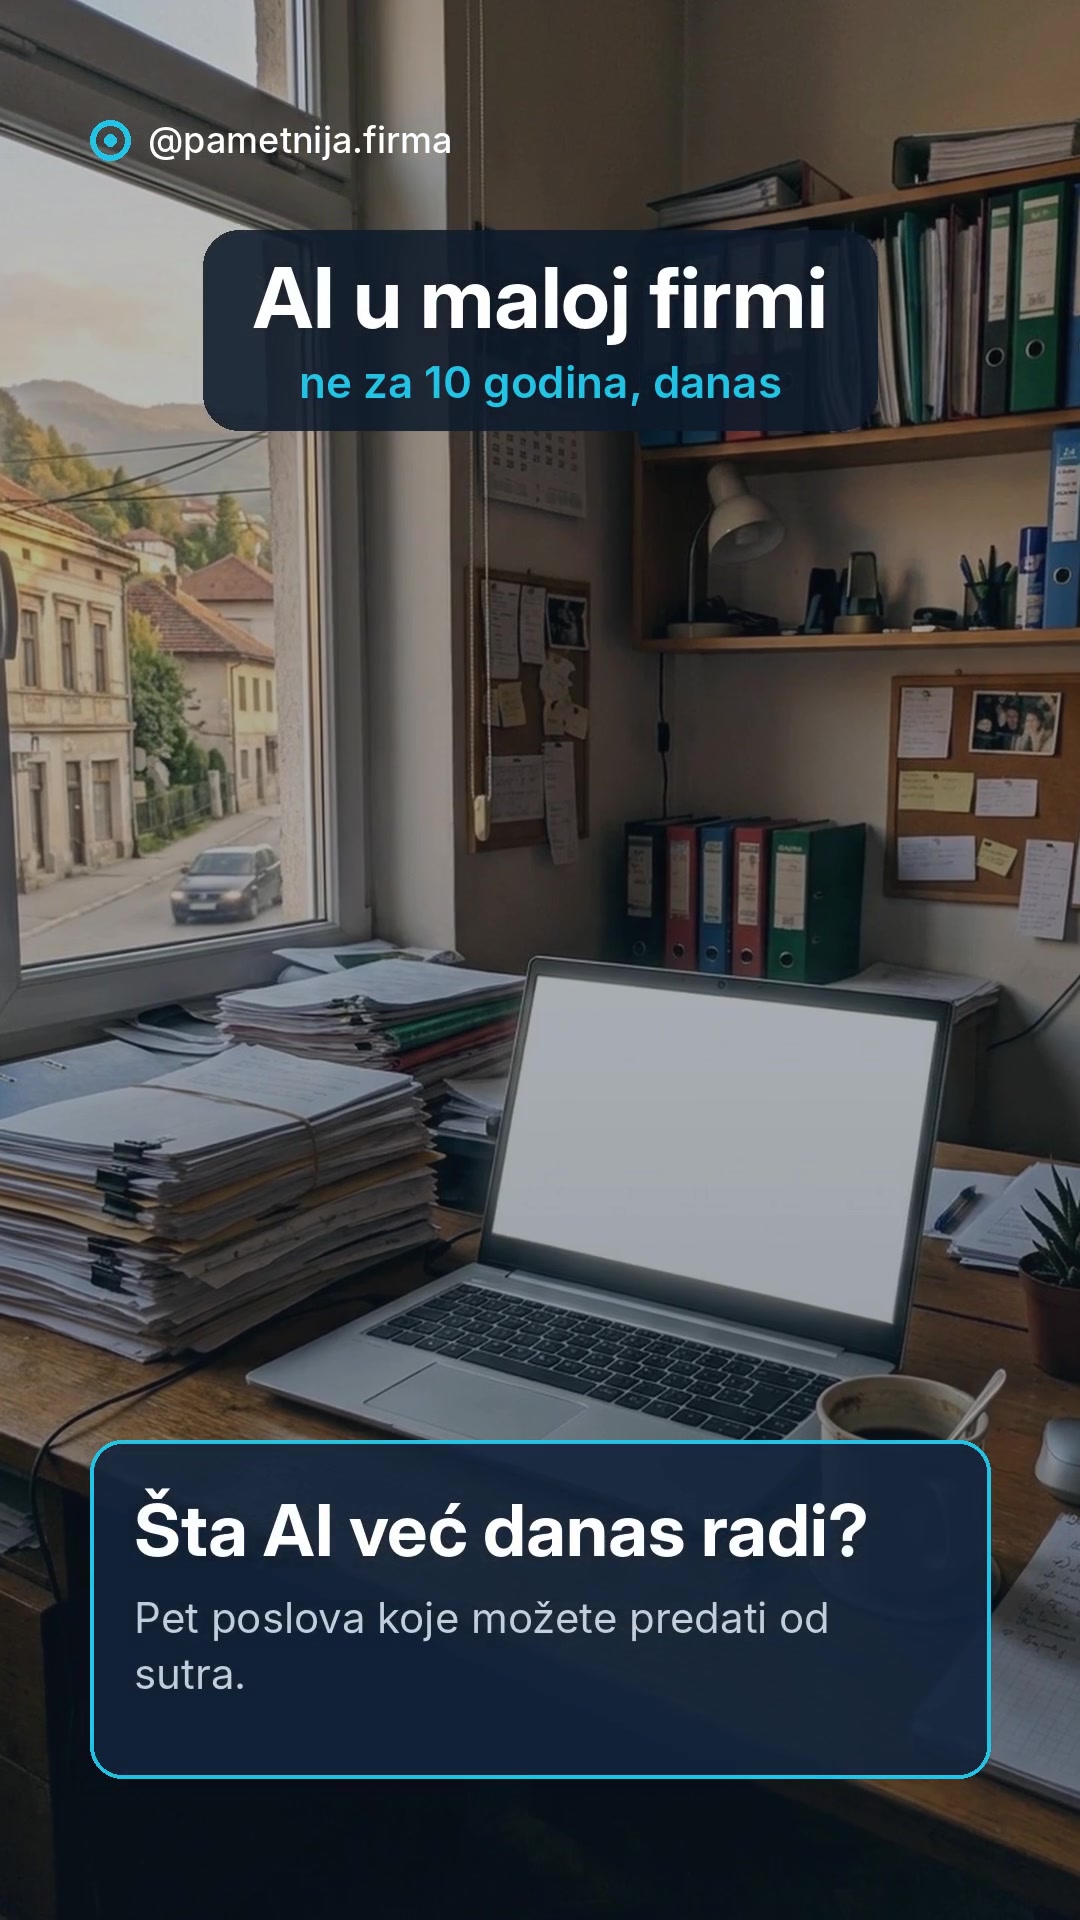 @pametnija.firma
AI u maloj firmi
ne za 10 godina, danas
Šta AI već danas radi?
Pet poslova koje možete predati od
sutra.